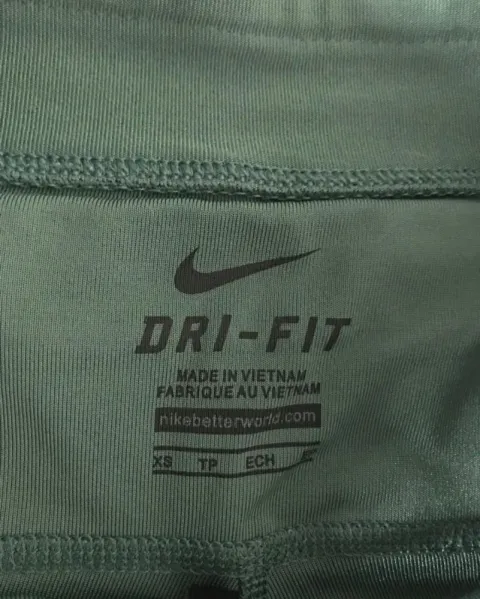 DRI-FIT
MADE IN VIETNAM
FABRIQUE AU VIETNAM
nikebetterworld.com
XS TP ECH